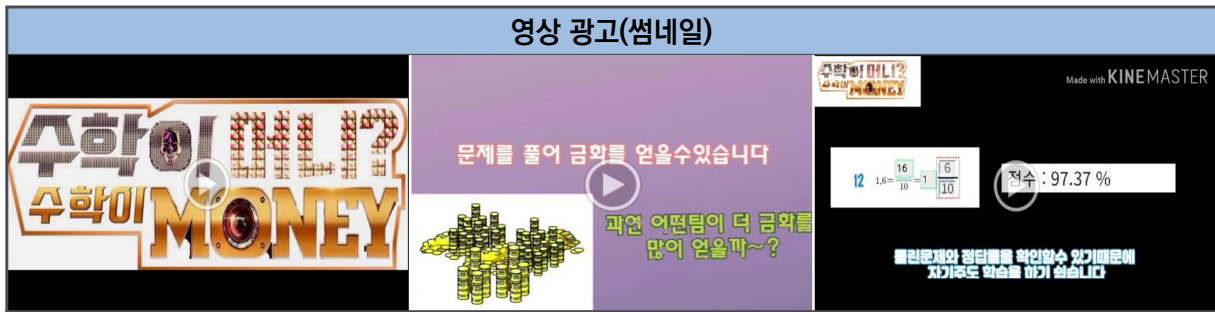 영상 광고(썸네일)
수학이 머니?
수학이 MONEY
문제를 풀어 금화를 얻을수있습니다
과연 어떤팀이 더 금화를
많이 얻을까~?
수학이 머니?
수학이 MONEY
Made with KINEMASTER
12 1.6= 16/10 = 1 6/10
점수 : 97.37 %
틀린문제와 정답률을 확인할수 있기때문에
자기주도 학습을 하기 쉽습니다